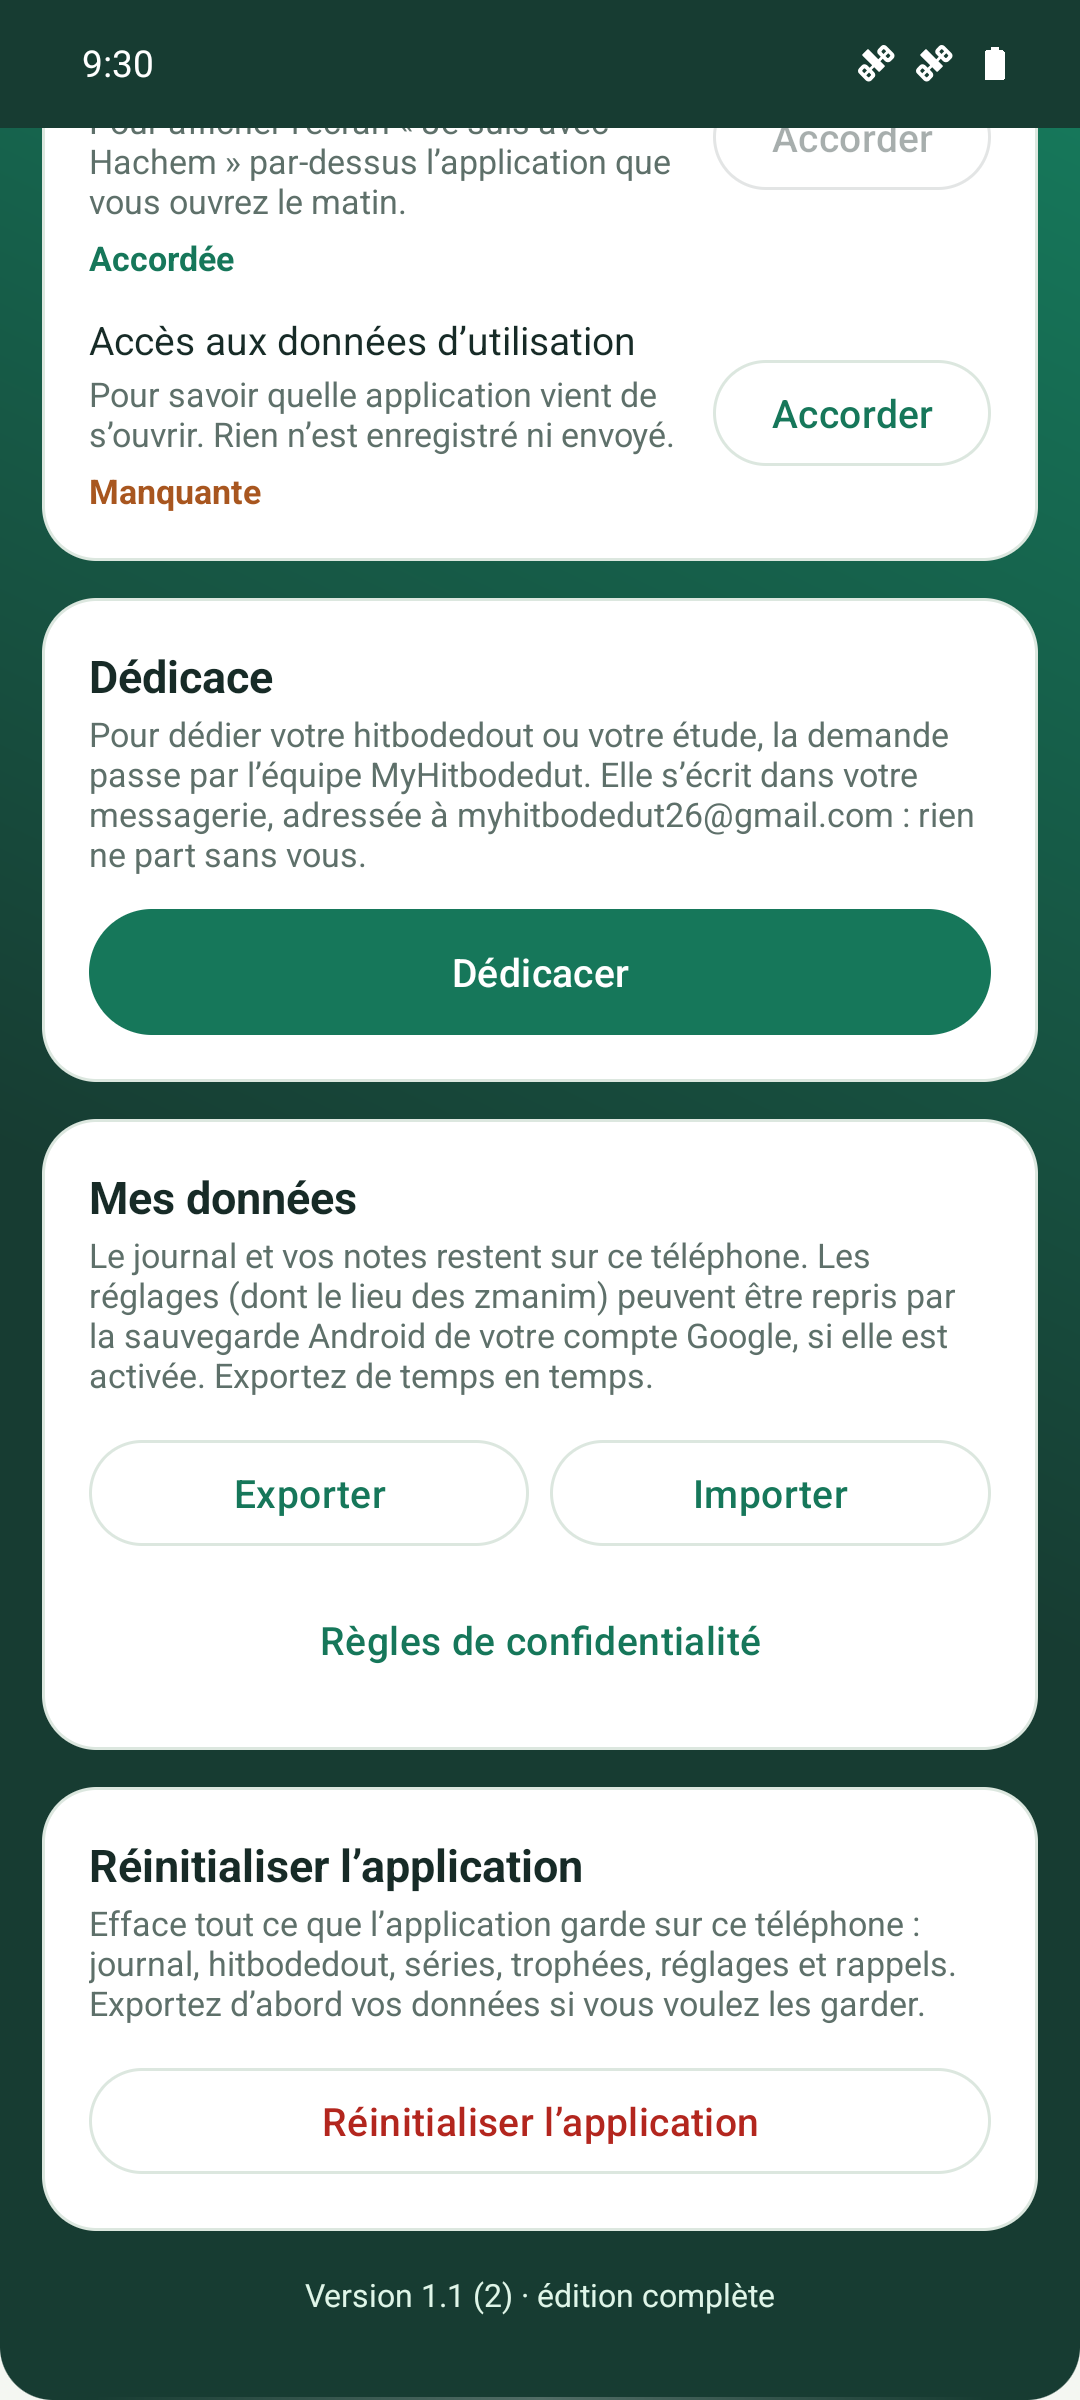 9:30
Pour afficher l’écran « Je suis avec
Hachem » par-dessus l’application que
vous ouvrez le matin.
Accorder
Accordée
Accès aux données d’utilisation
Pour savoir quelle application vient de
s’ouvrir. Rien n’est enregistré ni envoyé.
Accorder
Manquante
Dédicace
Pour dédier votre hitbodedout ou votre étude, la demande
passe par l’équipe MyHitbodedut. Elle s’écrit dans votre
messagerie, adressée à myhitbodedut26@gmail.com : rien
ne part sans vous.
Dédicacer
Mes données
Le journal et vos notes restent sur ce téléphone. Les
réglages (dont le lieu des zmanim) peuvent être repris par
la sauvegarde Android de votre compte Google, si elle est
activée. Exportez de temps en temps.
Exporter
Importer
Règles de confidentialité
Réinitialiser l’application
Efface tout ce que l’application garde sur ce téléphone :
journal, hitbodedout, séries, trophées, réglages et rappels.
Exportez d’abord vos données si vous voulez les garder.
Réinitialiser l’application
Version 1.1 (2) · édition complète